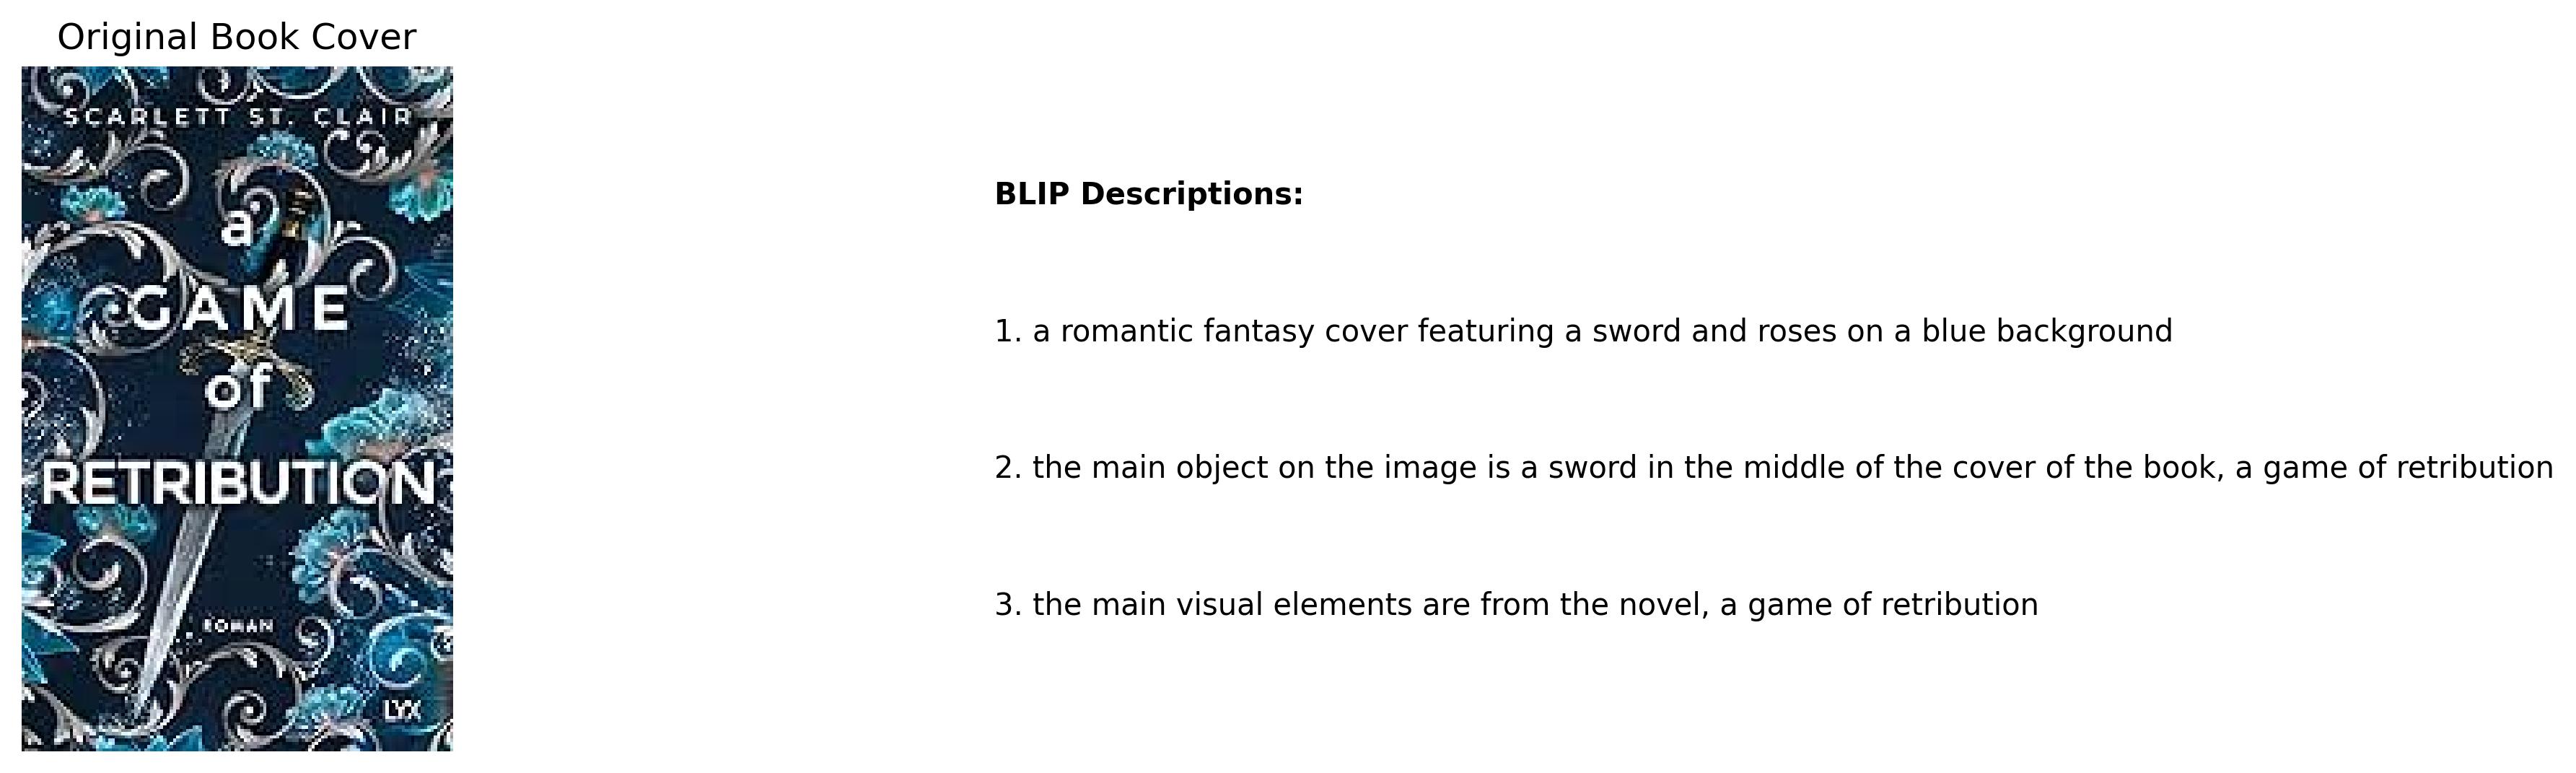 Original Book Cover
SCARLETT ST. CLAIR
a
GAME
of
RETRIBUTION
ROMAN
LYX
BLIP Descriptions:
1. a romantic fantasy cover featuring a sword and roses on a blue background
2. the main object on the image is a sword in the middle of the cover of the book, a game of retribution
3. the main visual elements are from the novel, a game of retribution